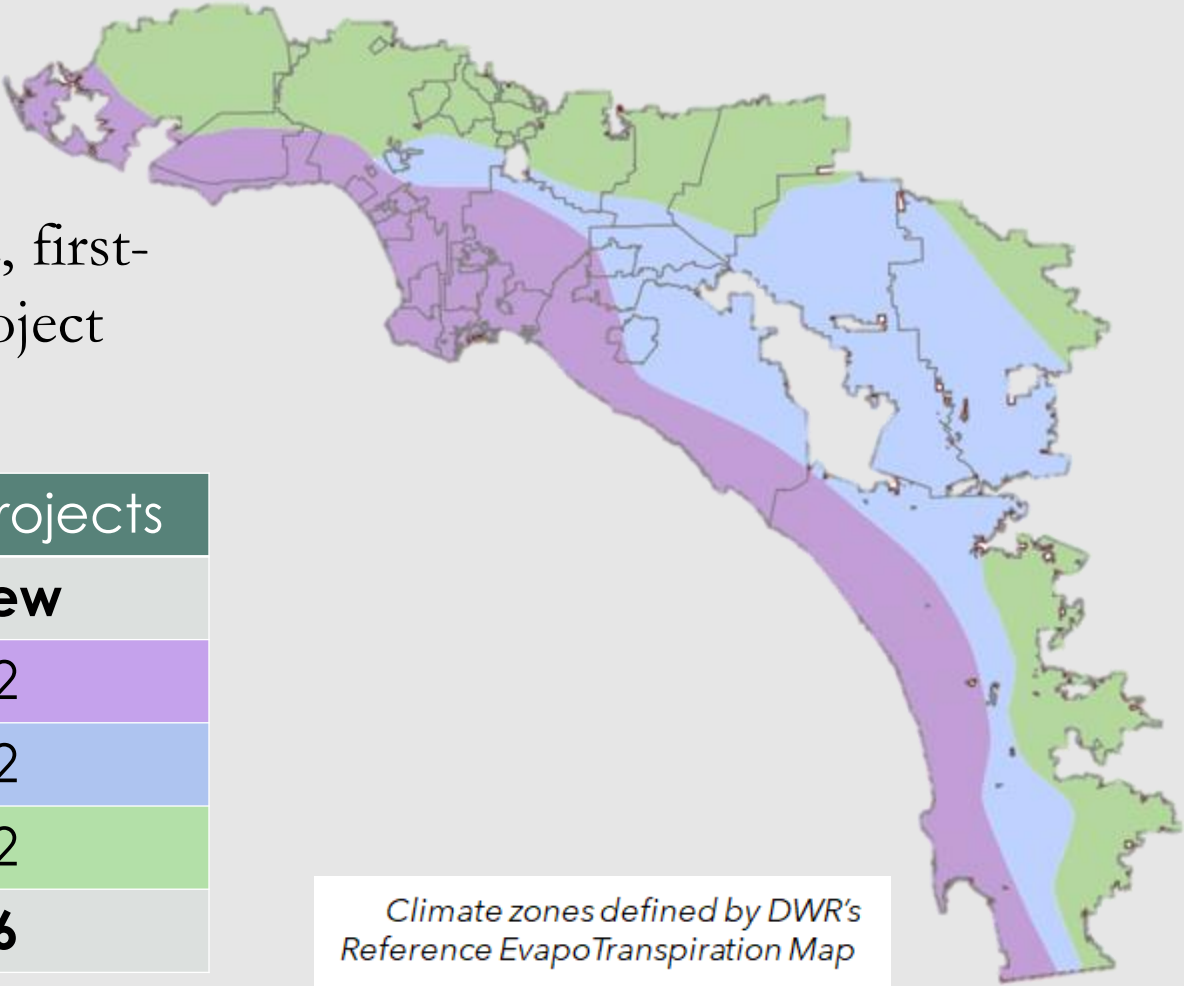 , first-
oject
rojects
ew
2
2
2
6
Climate zones defined by DWR's
Reference EvapoTranspiration Map